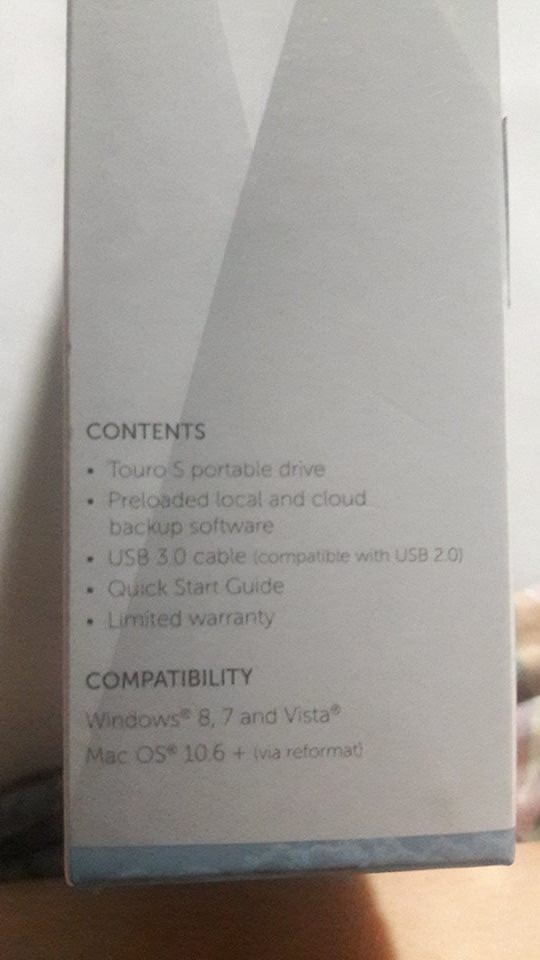 CONTENTS
• Touro S portable drive
• Preloaded local and cloud
backup software
• USB 3.0 cable (compatible with USB 2.0)
• Quick Start Guide
• Limited warranty
COMPATIBILITY
Windows® 8, 7 and Vista®
Mac OS® 10.6 + (via reformat)